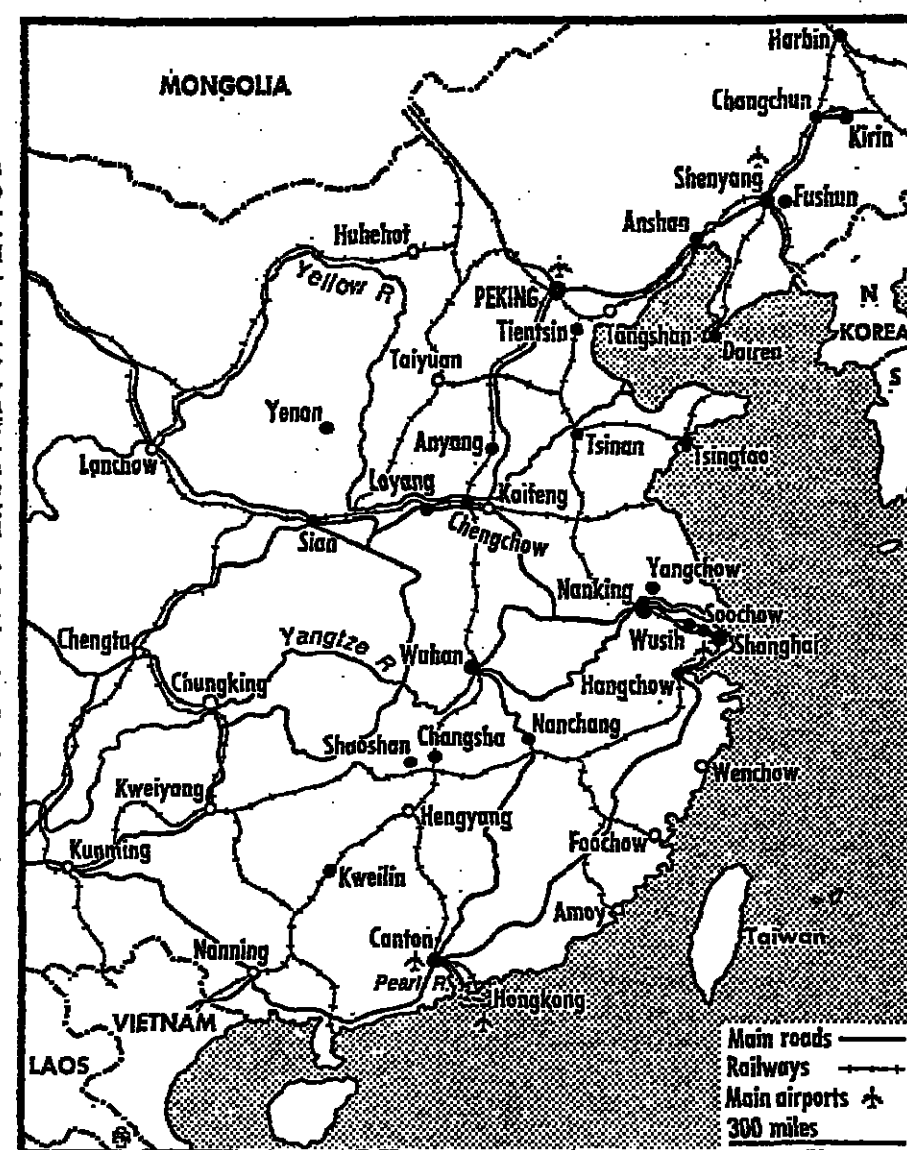 Harbin
MONGOLIA
Changchun
Kirin
Shenyang
Fushun
Anshan
Huhehot
Yellow R
PEKING
N
KOREA
Tientsin
Tangshan
Dairen
Taiyuan
S
Yenan
Anyang
Tsinan
Tsingtao
Lanchow
Loyang
Kaifeng
Chengchow
Sian
Yangchow
Nanking
Soochow
Wusih
Shanghai
Chengtu
Yangtze R
Wuhan
Hangchow
Chungking
Nanchang
Shaoshan
Changsha
Wenchow
Kweiyang
Hengyang
Foochow
Kunming
Kweilin
Amoy
Taiwan
Canton
Nanning
Pearl R.
Hongkong
VIETNAM
LAOS
Main roads
Railways
Main airports
300 miles